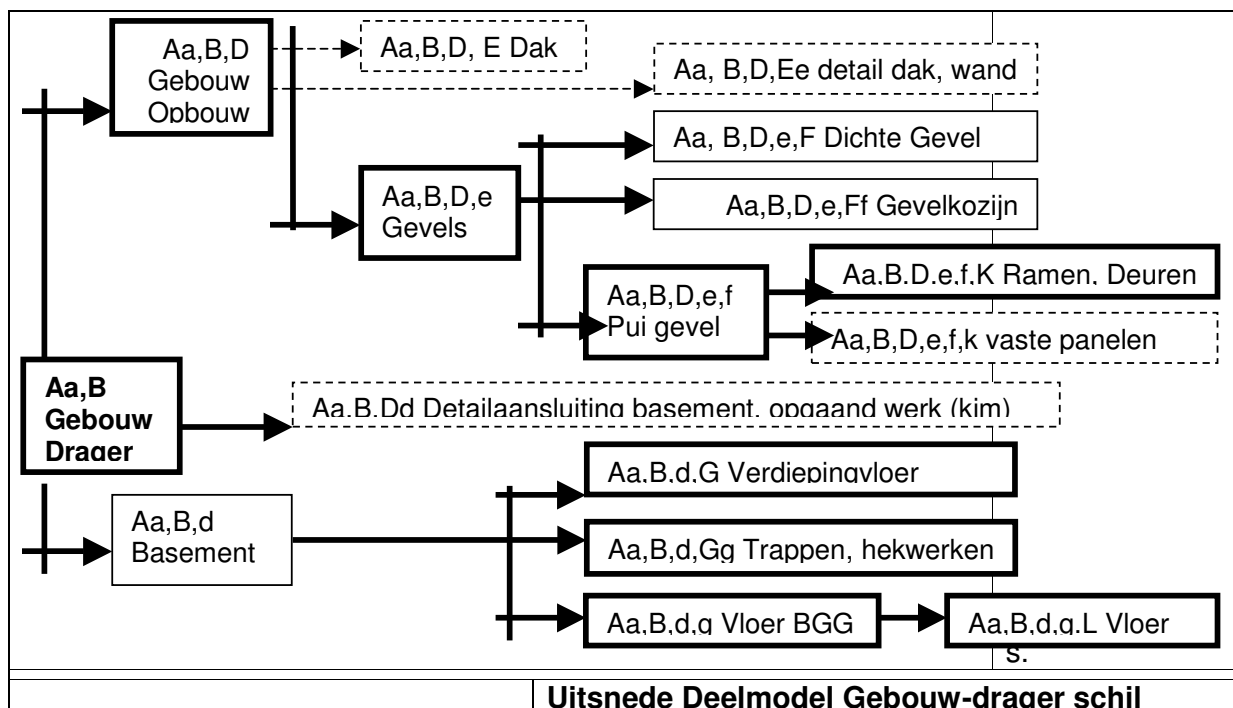 Aa,B,D
Gebouw
Opbouw
Aa,B,D, E Dak
Aa, B,D,Ee detail dak, wand
Aa, B,D,e,F Dichte Gevel
Aa,B,D,e
Gevels
Aa,B,D,e,Ff Gevelkozijn
Aa,B,D,e,f
Pui gevel
Aa,B,D,e,f,K Ramen, Deuren
Aa,B,D,e,f,k vaste panelen
Aa,B
Gebouw
Drager
Aa,B,Dd Detailaansluiting basement, opgaand werk (kim)
Aa,B,d,G Verdiepingvloer
Aa,B,d
Basement
Aa,B,d,Gg Trappen, hekwerken
Aa,B,d,g Vloer BGG
Aa,B,d,g.L Vloer
s.
Uitsnede Deelmodel Gebouw-drager schil